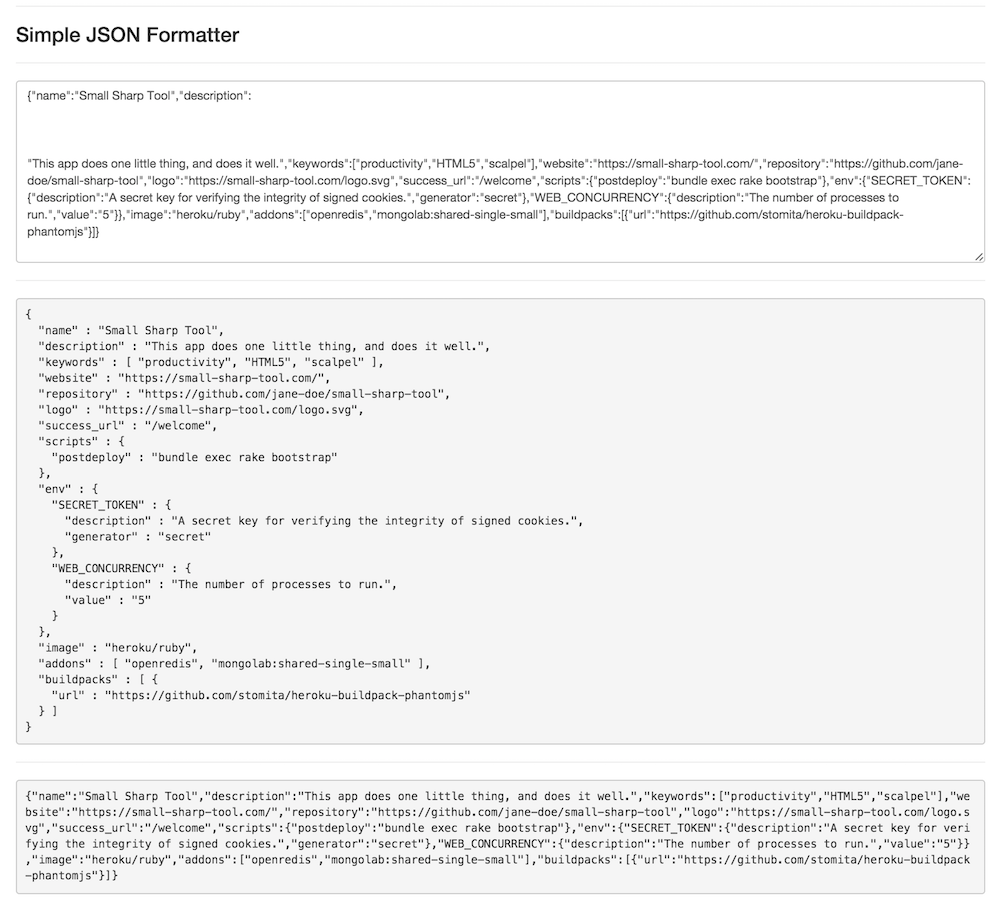 Simple JSON Formatter
{"name":"Small Sharp Tool","description":
"This app does one little thing, and does it well.","keywords":["productivity","HTML5","scalpel"],"website":"https://small-sharp-tool.com/","repository":"https://github.com/jane-
doe/small-sharp-tool","logo":"https://small-sharp-tool.com/logo.svg","success_url":"/welcome","scripts":{"postdeploy":"bundle exec rake bootstrap"},"env":{"SECRET_TOKEN":
{"description":"A secret key for verifying the integrity of signed cookies.","generator":"secret"},"WEB_CONCURRENCY":{"description":"The number of processes to
run.","value":"5"}},"image":"heroku/ruby","addons":["openredis","mongolab:shared-single-small"],"buildpacks":[{"url":"https://github.com/stomita/heroku-buildpack-
phantomjs"}]}
{
  "name" : "Small Sharp Tool",
  "description" : "This app does one little thing, and does it well.",
  "keywords" : [ "productivity", "HTML5", "scalpel" ],
  "website" : "https://small-sharp-tool.com/",
  "repository" : "https://github.com/jane-doe/small-sharp-tool",
  "logo" : "https://small-sharp-tool.com/logo.svg",
  "success_url" : "/welcome",
  "scripts" : {
    "postdeploy" : "bundle exec rake bootstrap"
  },
  "env" : {
    "SECRET_TOKEN" : {
      "description" : "A secret key for verifying the integrity of signed cookies.",
      "generator" : "secret"
    },
    "WEB_CONCURRENCY" : {
      "description" : "The number of processes to run.",
      "value" : "5"
    }
  },
  "image" : "heroku/ruby",
  "addons" : [ "openredis", "mongolab:shared-single-small" ],
  "buildpacks" : [ {
    "url" : "https://github.com/stomita/heroku-buildpack-phantomjs"
  } ]
}
{"name":"Small Sharp Tool","description":"This app does one little thing, and does it well.","keywords":["productivity","HTML5","scalpel"],"we
bsite":"https://small-sharp-tool.com/","repository":"https://github.com/jane-doe/small-sharp-tool","logo":"https://small-sharp-tool.com/logo.s
vg","success_url":"/welcome","scripts":{"postdeploy":"bundle exec rake bootstrap"},"env":{"SECRET_TOKEN":{"description":"A secret key for veri
fying the integrity of signed cookies.","generator":"secret"},"WEB_CONCURRENCY":{"description":"The number of processes to run.","value":"5"}}
,"image":"heroku/ruby","addons":["openredis","mongolab:shared-single-small"],"buildpacks":[{"url":"https://github.com/stomita/heroku-buildpack
-phantomjs"}]}